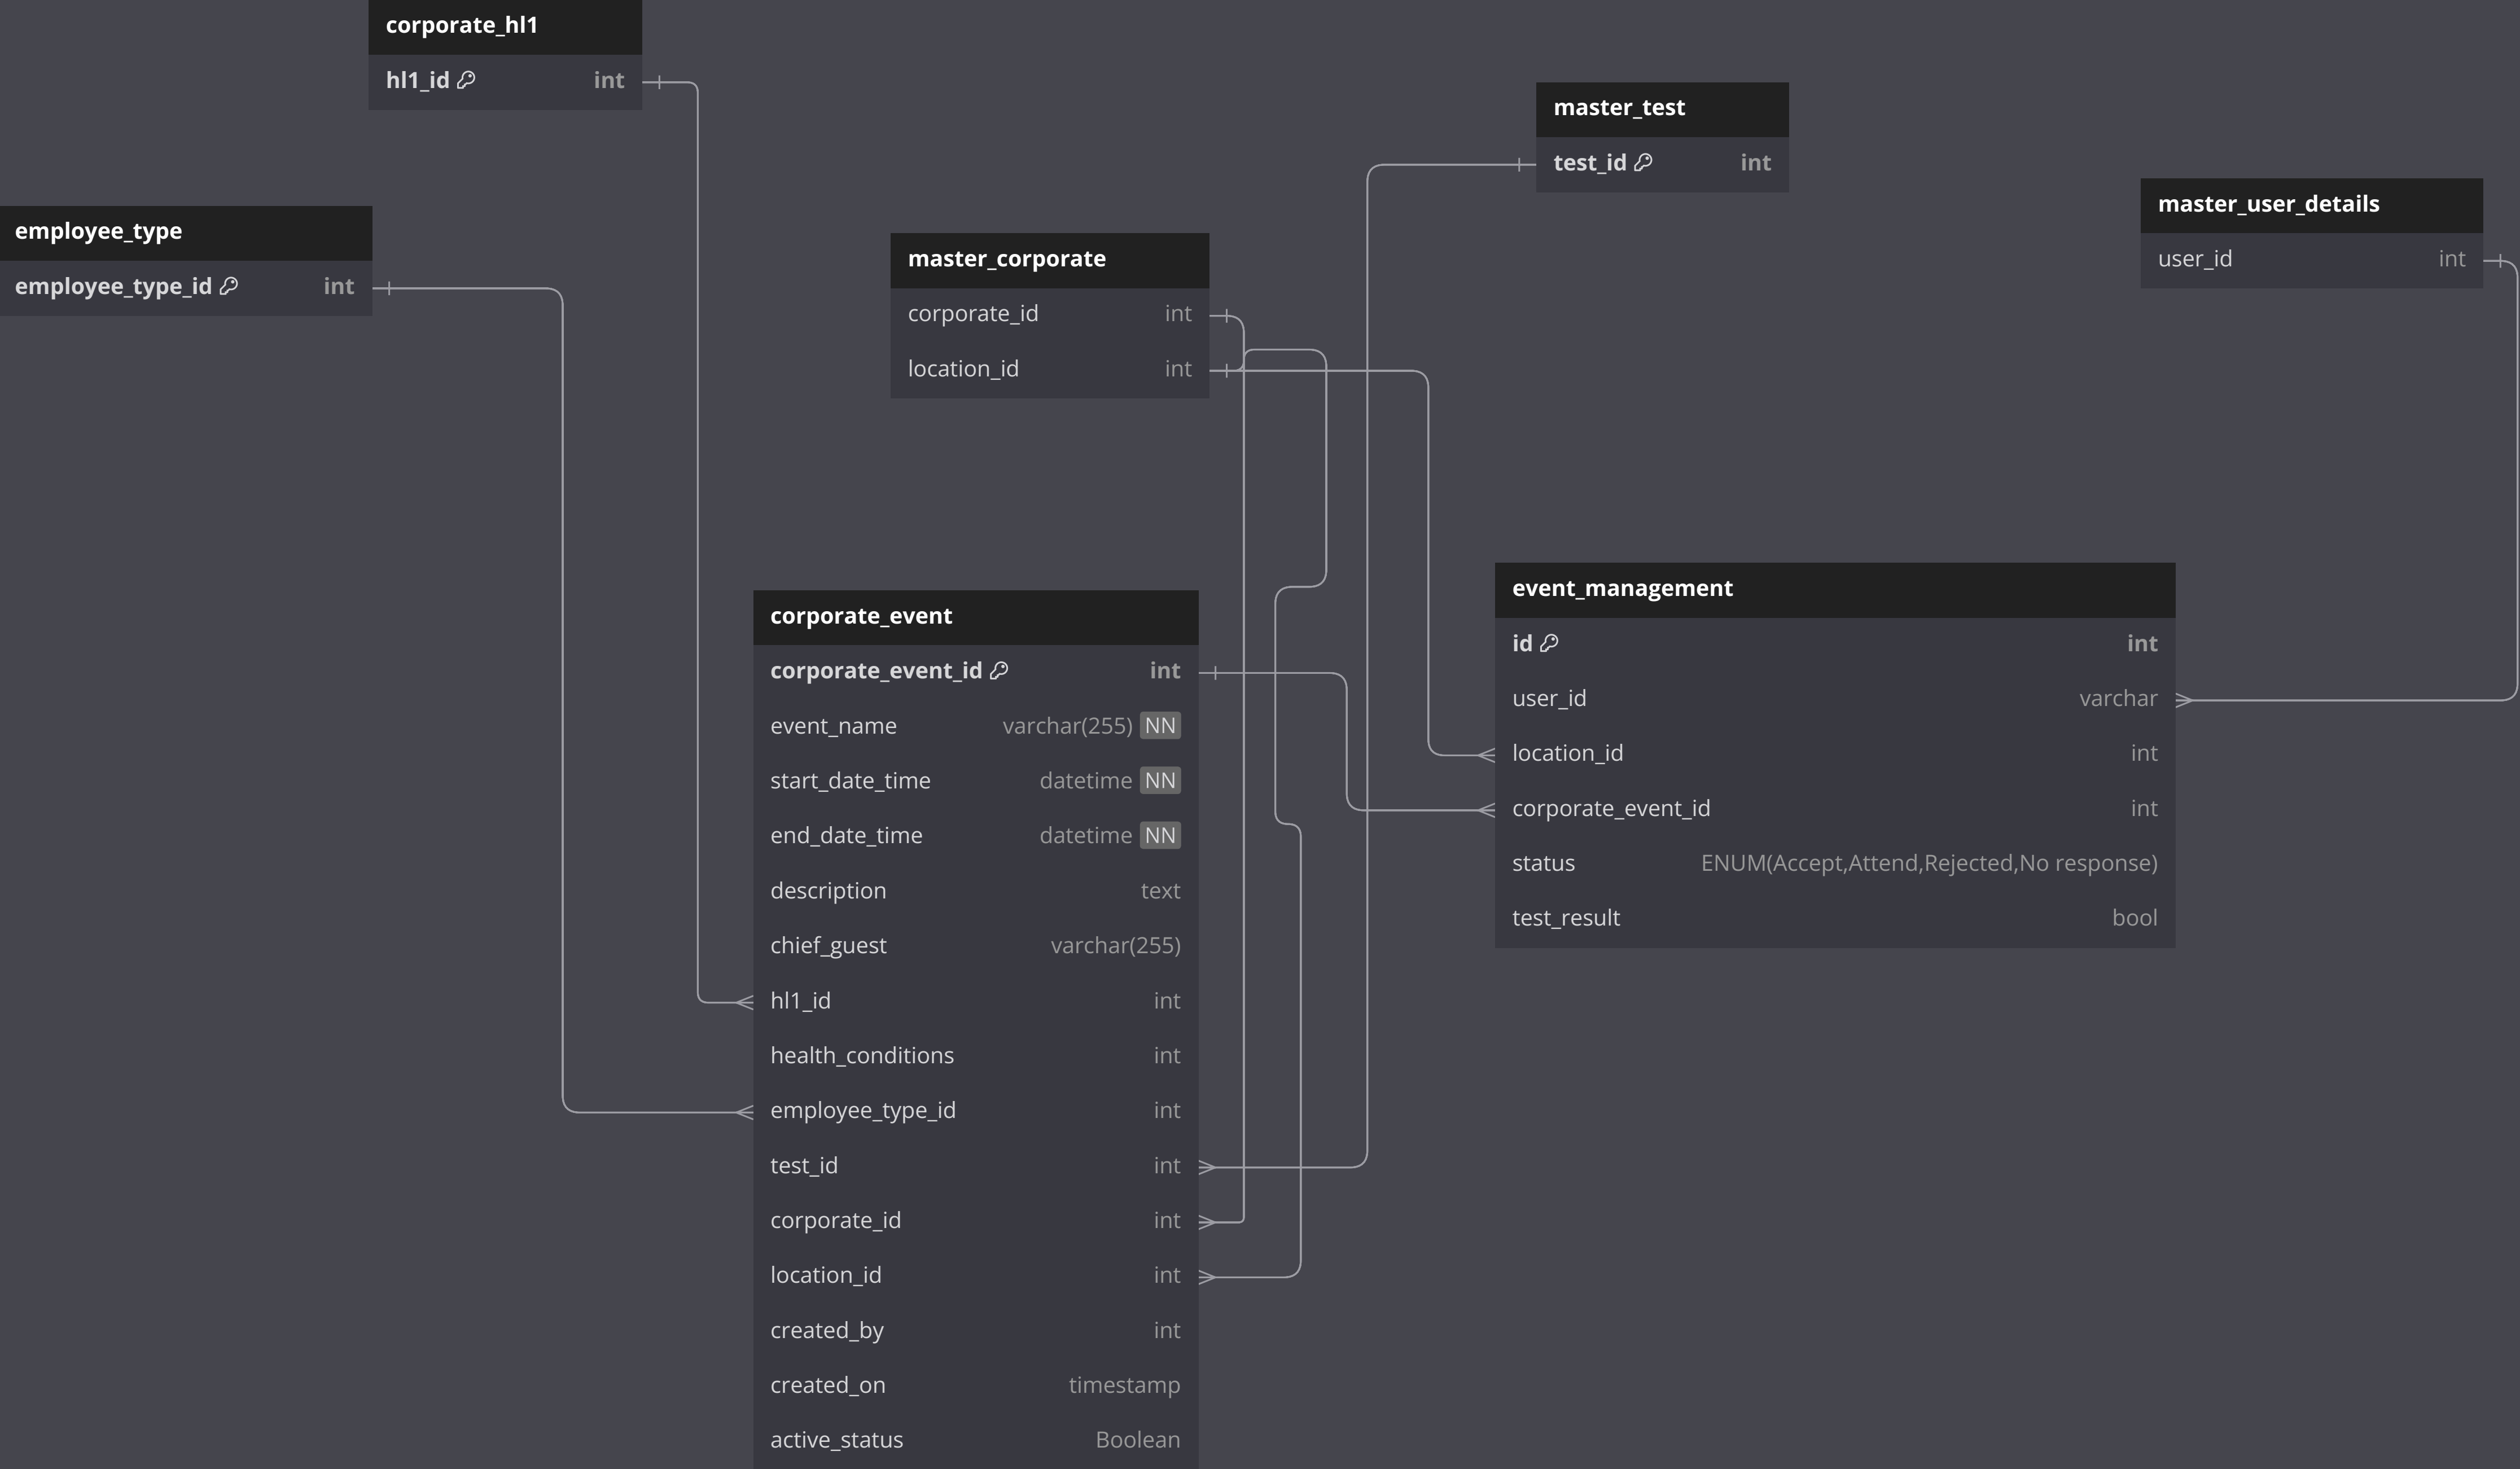 corporate_hl1
hl1_id int
master_test
test_id int
master_user_details
user_id int
employee_type
employee_type_id int
master_corporate
corporate_id int
location_id int
corporate_event
corporate_event_id int
event_name varchar(255) NN
start_date_time datetime NN
end_date_time datetime NN
description text
chief_guest varchar(255)
hl1_id int
health_conditions int
employee_type_id int
test_id int
corporate_id int
location_id int
created_by int
created_on timestamp
active_status Boolean
event_management
id int
user_id varchar
location_id int
corporate_event_id int
status ENUM(Accept,Attend,Rejected,No response)
test_result bool